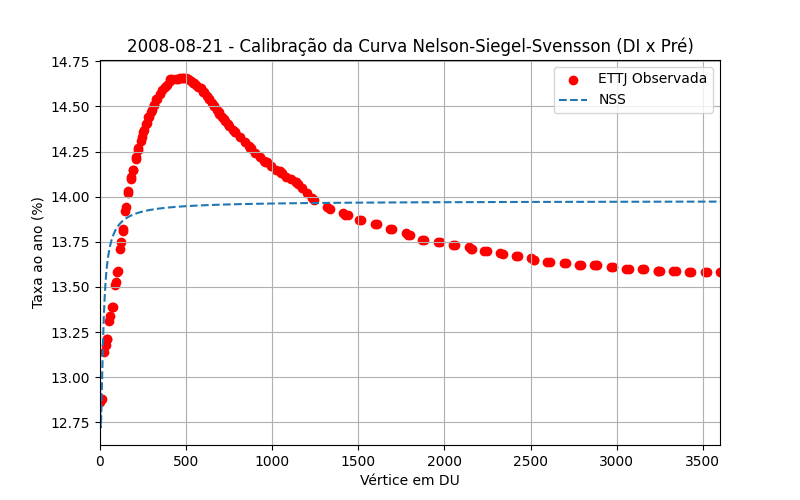 2008-08-21 - Calibração da Curva Nelson-Siegel-Svensson (DI x Pré)
ETTJ Observada
NSS
Taxa ao ano (%)
14.75
14.50
14.25
14.00
13.75
13.50
13.25
13.00
12.75
0 500 1000 1500 2000 2500 3000 3500
Vértice em DU